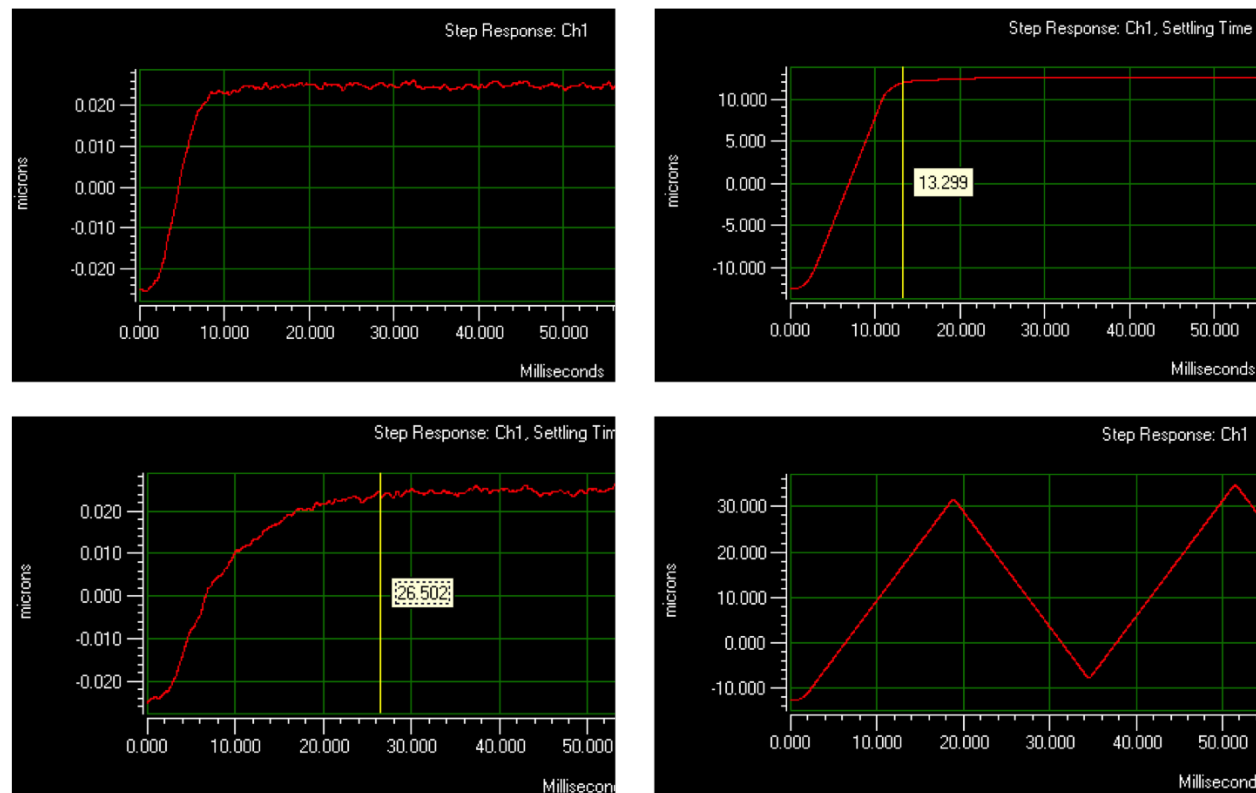 Step Response: Ch1
microns
0.020
0.010
0.000
-0.010
-0.020
0.000 10.000 20.000 30.000 40.000 50.000
Milliseconds
Step Response: Ch1, Settling Time
microns
10.000
5.000
0.000
-5.000
-10.000
13.299
0.000 10.000 20.000 30.000 40.000 50.000
Milliseconds
Step Response: Ch1, Settling Tim
microns
0.020
0.010
0.000
-0.010
-0.020
26.502
0.000 10.000 20.000 30.000 40.000 50.000
Millisecon
Step Response: Ch1
microns
30.000
20.000
10.000
0.000
-10.000
0.000 10.000 20.000 30.000 40.000 50.000
Millisecond